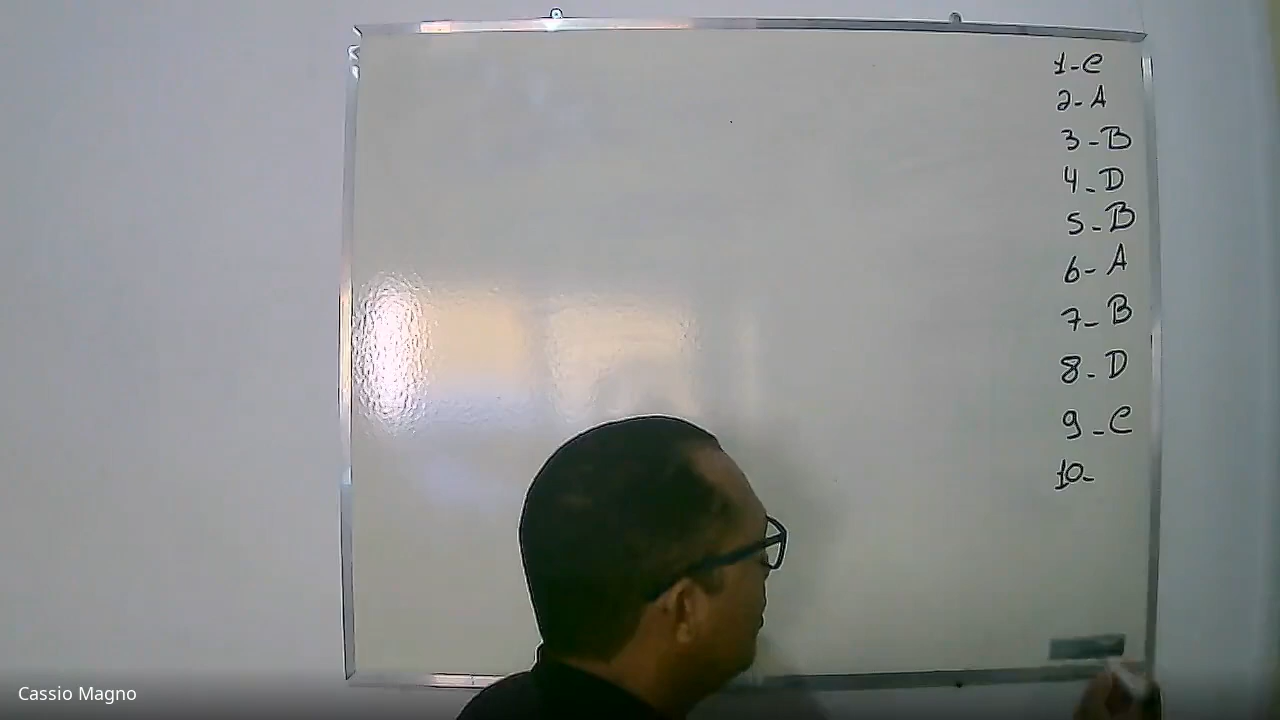 1-C
2-A
3-B
4-D
5-B
6-A
7-B
8-D
9-C
10-
Cassio Magno